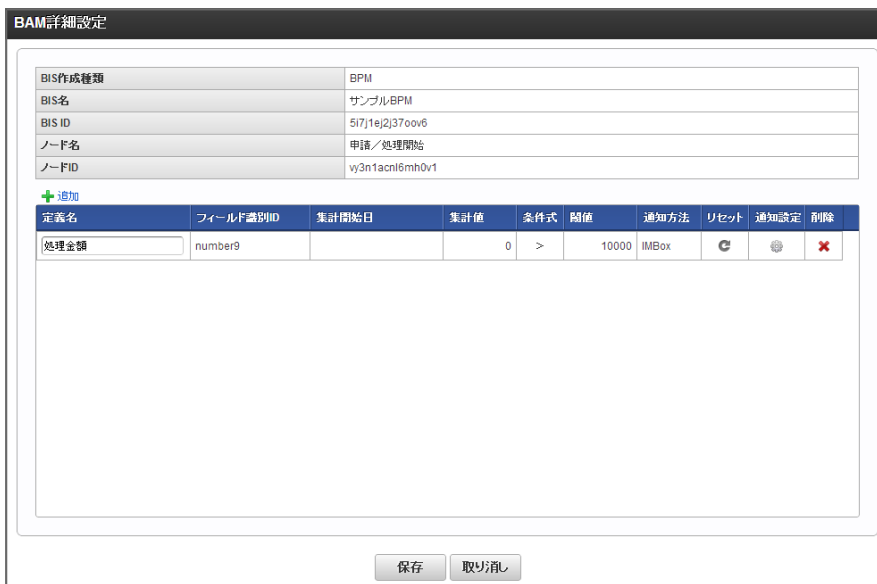 BAM詳細設定
BIS作成種類 BPM
BIS名 サンプルBPM
BIS ID 5i7j1ej2j37oov6
ノード名 申請／処理開始
ノードID vy3n1acnl6mh0v1
追加
定義名 フィールド識別ID 集計開始日 集計値 条件式 閾値 通知方法 リセット 通知設定 削除
処理金額 number9 0 > 10000 IMBox
保存 取り消し